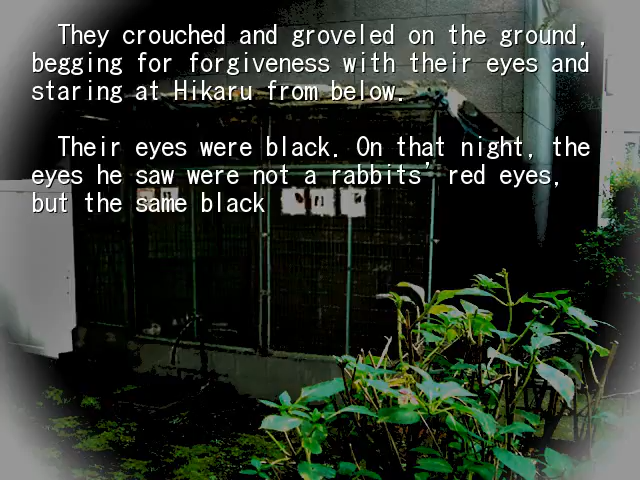 They crouched and groveled on the ground,
begging for forgiveness with their eyes and
staring at Hikaru from below.
Their eyes were black. On that night, the
eyes he saw were not a rabbits' red eyes,
but the same black